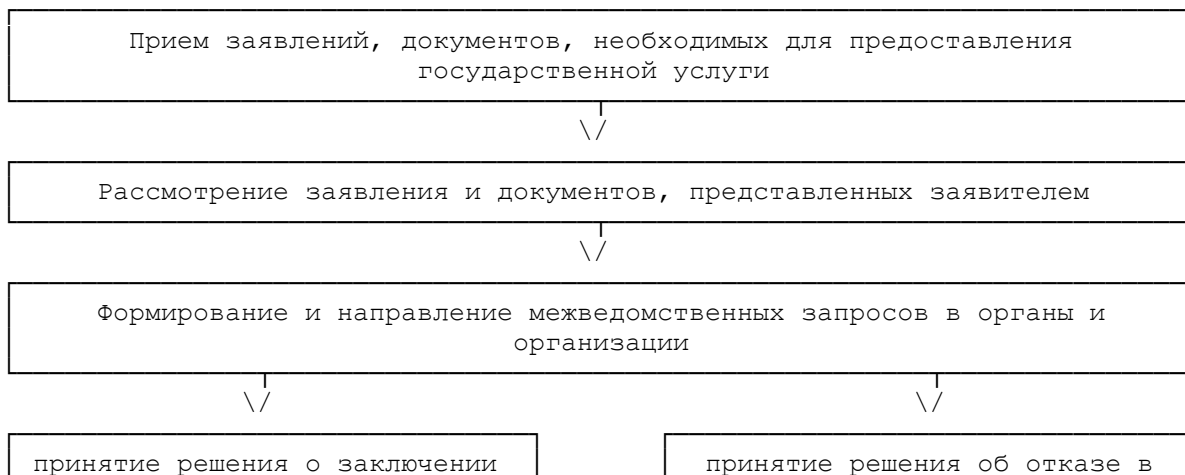 Прием заявлений, документов, необходимых для предоставления
государственной услуги
\/
Рассмотрение заявления и документов, представленных заявителем
\/
Формирование и направление межведомственных запросов в органы и
организации
\/ \/
принятие решения о заключении принятие решения об отказе в